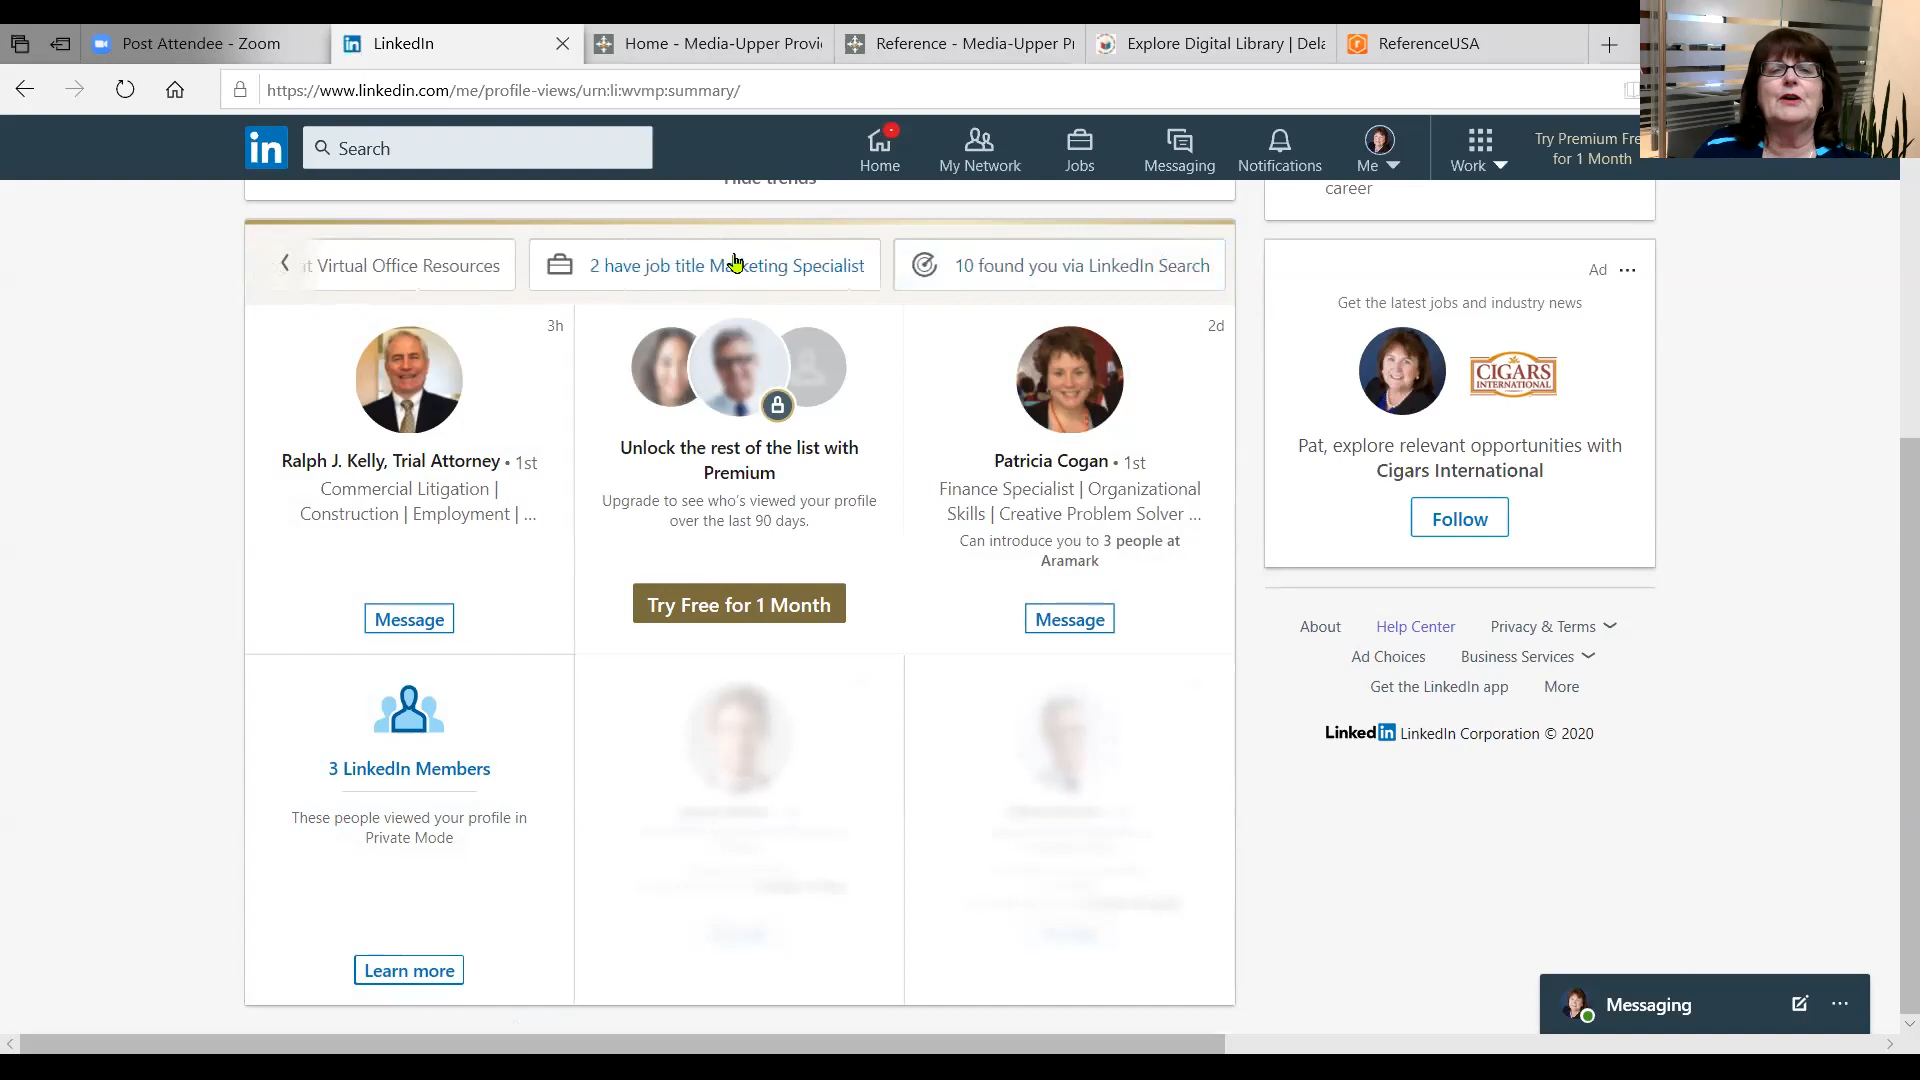 Post Attendee - Zoom
LinkedIn
Home - Media-Upper Provi
Reference - Media-Upper Pr
Explore Digital Library | Dela
ReferenceUSA
https://www.linkedin.com/me/profile-views/urn:li:wvmp:summary/
in
Search
Home
My Network
Jobs
Messaging
Notifications
Me
Work
Try Premium Fre
for 1 Month
Hide trends
career
at Virtual Office Resources
2 have job title Marketing Specialist
10 found you via LinkedIn Search
3h
Ralph J. Kelly, Trial Attorney • 1st
Commercial Litigation |
Construction | Employment | ...
Message
Unlock the rest of the list with
Premium
Upgrade to see who's viewed your profile
over the last 90 days.
Try Free for 1 Month
2d
Patricia Cogan • 1st
Finance Specialist | Organizational
Skills | Creative Problem Solver ...
Can introduce you to 3 people at
Aramark
Message
3 LinkedIn Members
These people viewed your profile in
Private Mode
Learn more
Ad ...
Get the latest jobs and industry news
CIGARS
INTERNATIONAL
Pat, explore relevant opportunities with
Cigars International
Follow
About Help Center Privacy & Terms
Ad Choices Business Services
Get the LinkedIn app More
LinkedIn LinkedIn Corporation © 2020
Messaging